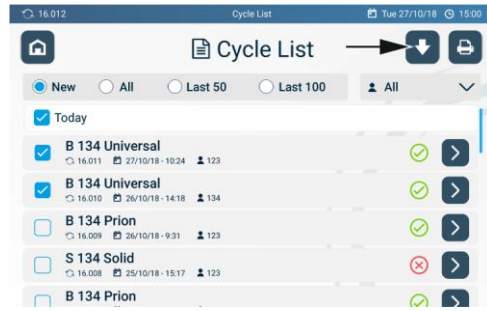 16.012 Cycle List Tue 27/10/18 15:00
Cycle List
New All Last 50 Last 100 All
Today
B 134 Universal
16.011 27/10/18 - 10:24 123
B 134 Universal
16.010 26/10/18 - 14:18 134
B 134 Prion
16.009 26/10/18 - 9:31 123
S 134 Solid
16.008 25/10/18 - 15:17 123
B 134 Prion